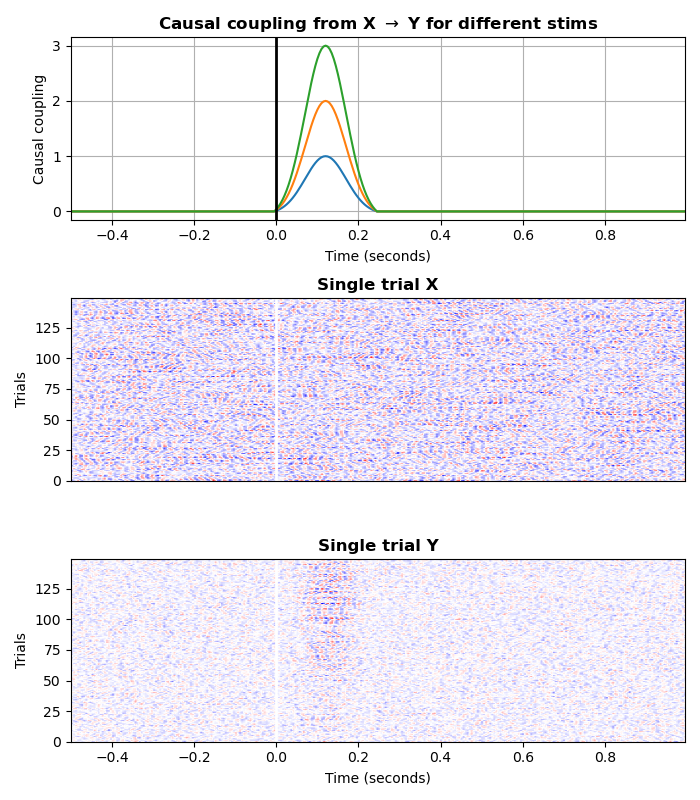 Causal coupling from X → Y for different stims
3
2
1
0
Causal coupling
−0.4 −0.2 0.0 0.2 0.4 0.6 0.8
Time (seconds)
Single trial X
125
100
75
50
25
0
Trials
Single trial Y
125
100
75
50
25
0
Trials
−0.4 −0.2 0.0 0.2 0.4 0.6 0.8
Time (seconds)